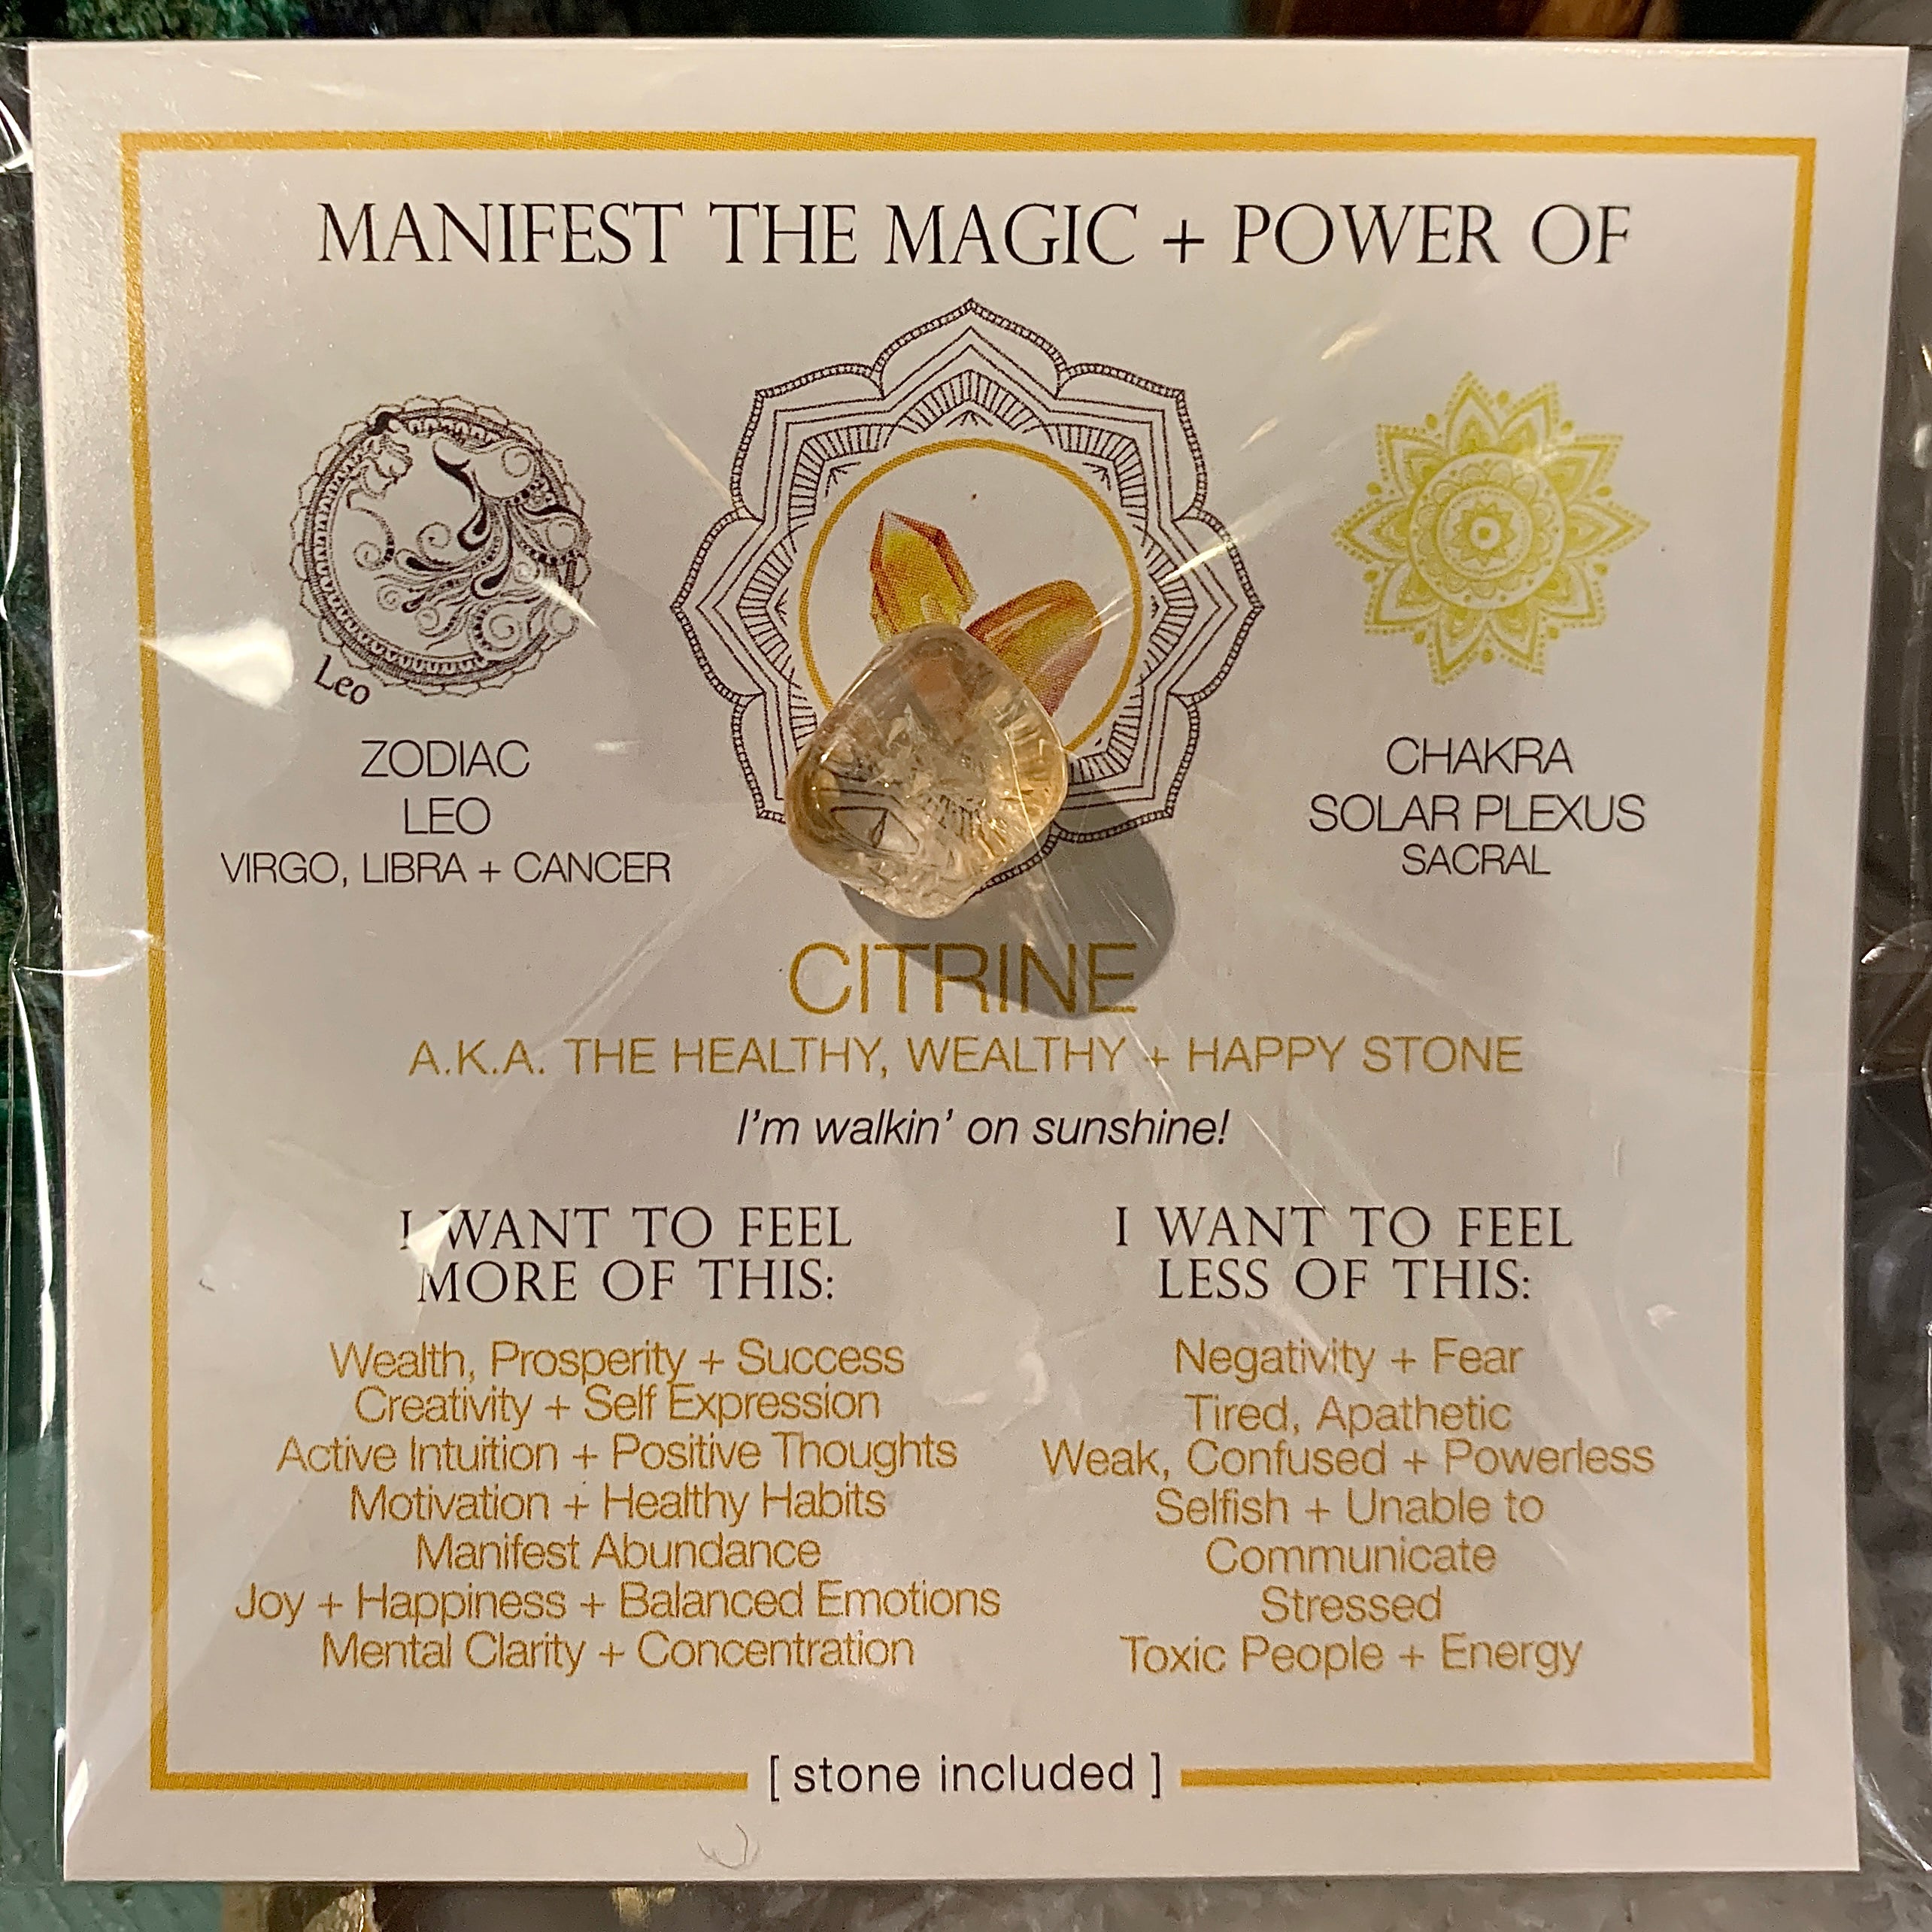 MANIFEST THE MAGIC + POWER OF
Leo
ZODIAC
LEO
VIRGO, LIBRA + CANCER
CHAKRA
SOLAR PLEXUS
SACRAL
CITRINE
A.K.A. THE HEALTHY, WEALTHY + HAPPY STONE
I'm walkin' on sunshine!
I WANT TO FEEL
MORE OF THIS:
Wealth, Prosperity + Success
Creativity + Self Expression
Active Intuition + Positive Thoughts
Motivation + Healthy Habits
Manifest Abundance
Joy + Happiness + Balanced Emotions
Mental Clarity + Concentration
I WANT TO FEEL
LESS OF THIS:
Negativity + Fear
Tired, Apathetic
Weak, Confused + Powerless
Selfish + Unable to
Communicate
Stressed
Toxic People + Energy
[ stone included ]